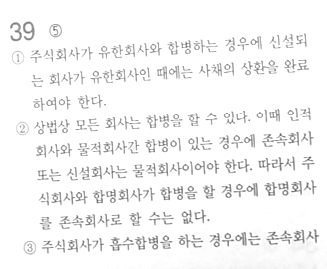 39 ⑤
① 주식회사가 유한회사와 합병하는 경우에 신설되
는 회사가 유한회사인 때에는 사채의 상환을 완료
하여야 한다.
② 상법상 모든 회사는 합병을 할 수 있다. 이때 인적
회사와 물적회사간 합병이 있는 경우에 존속회사
또는 신설회사는 물적회사이어야 한다. 따라서 주
식회사와 합명회사가 합병을 할 경우에 합명회사
를 존속회사로 할 수는 없다.
③ 주식회사가 흡수합병을 하는 경우에는 존속회사